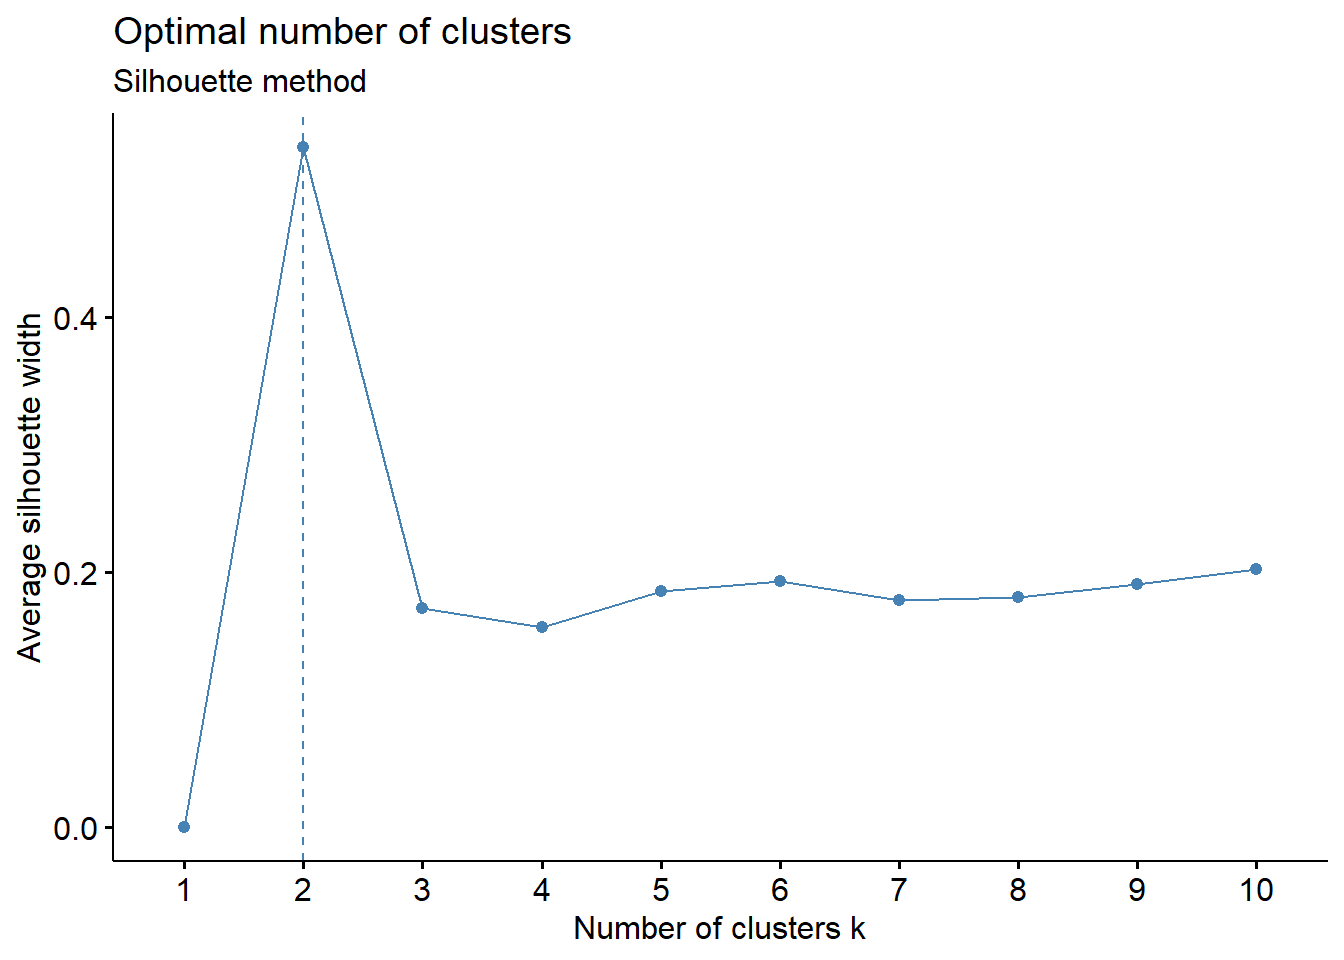 Optimal number of clusters
Silhouette method
Average silhouette width
0.4
0.2
0.0
1 2 3 4 5 6 7 8 9 10
Number of clusters k